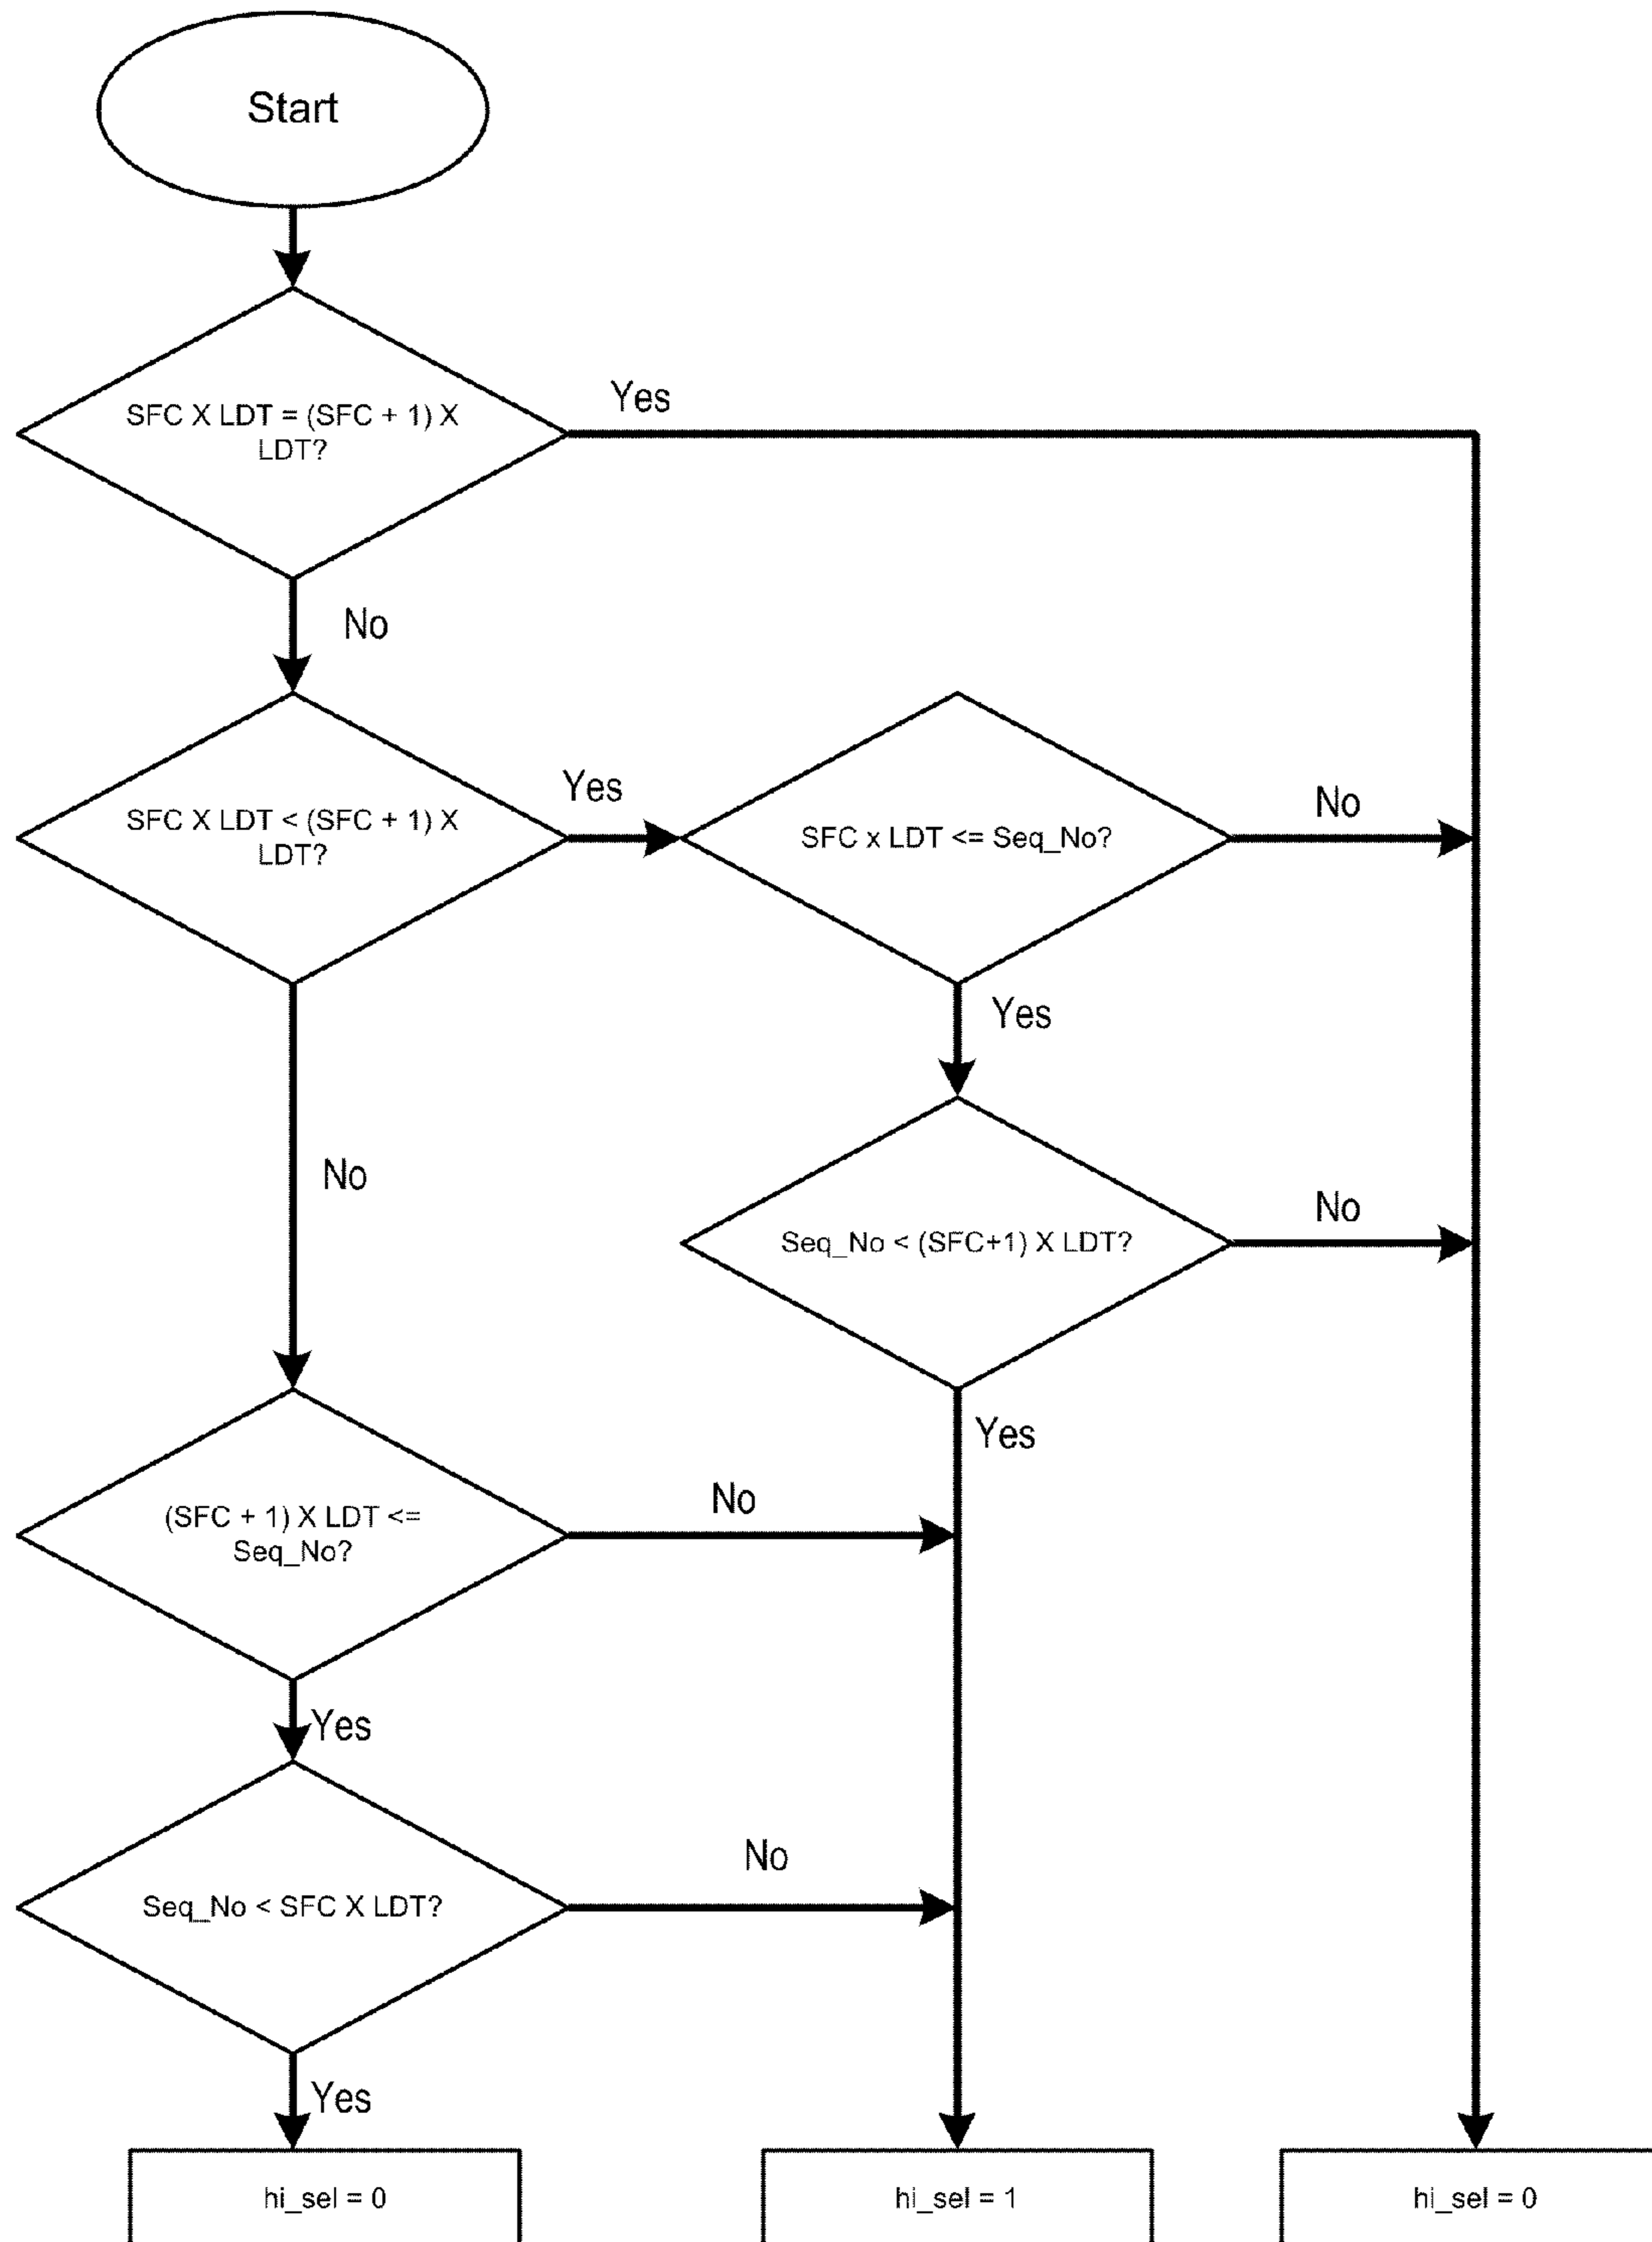 Start
SFC X LDT = (SFC + 1) X
LDT?
Yes
No
SFC X LDT < (SFC + 1) X
LDT?
Yes
SFC x LDT <= Seq_No?
No
Yes
No
Seq_No < (SFC+1) X LDT?
No
Yes
(SFC + 1) X LDT <=
Seq_No?
No
Yes
Seq_No < SFC X LDT?
No
Yes
hi_sel = 0
hi_sel = 1
hi_sel = 0